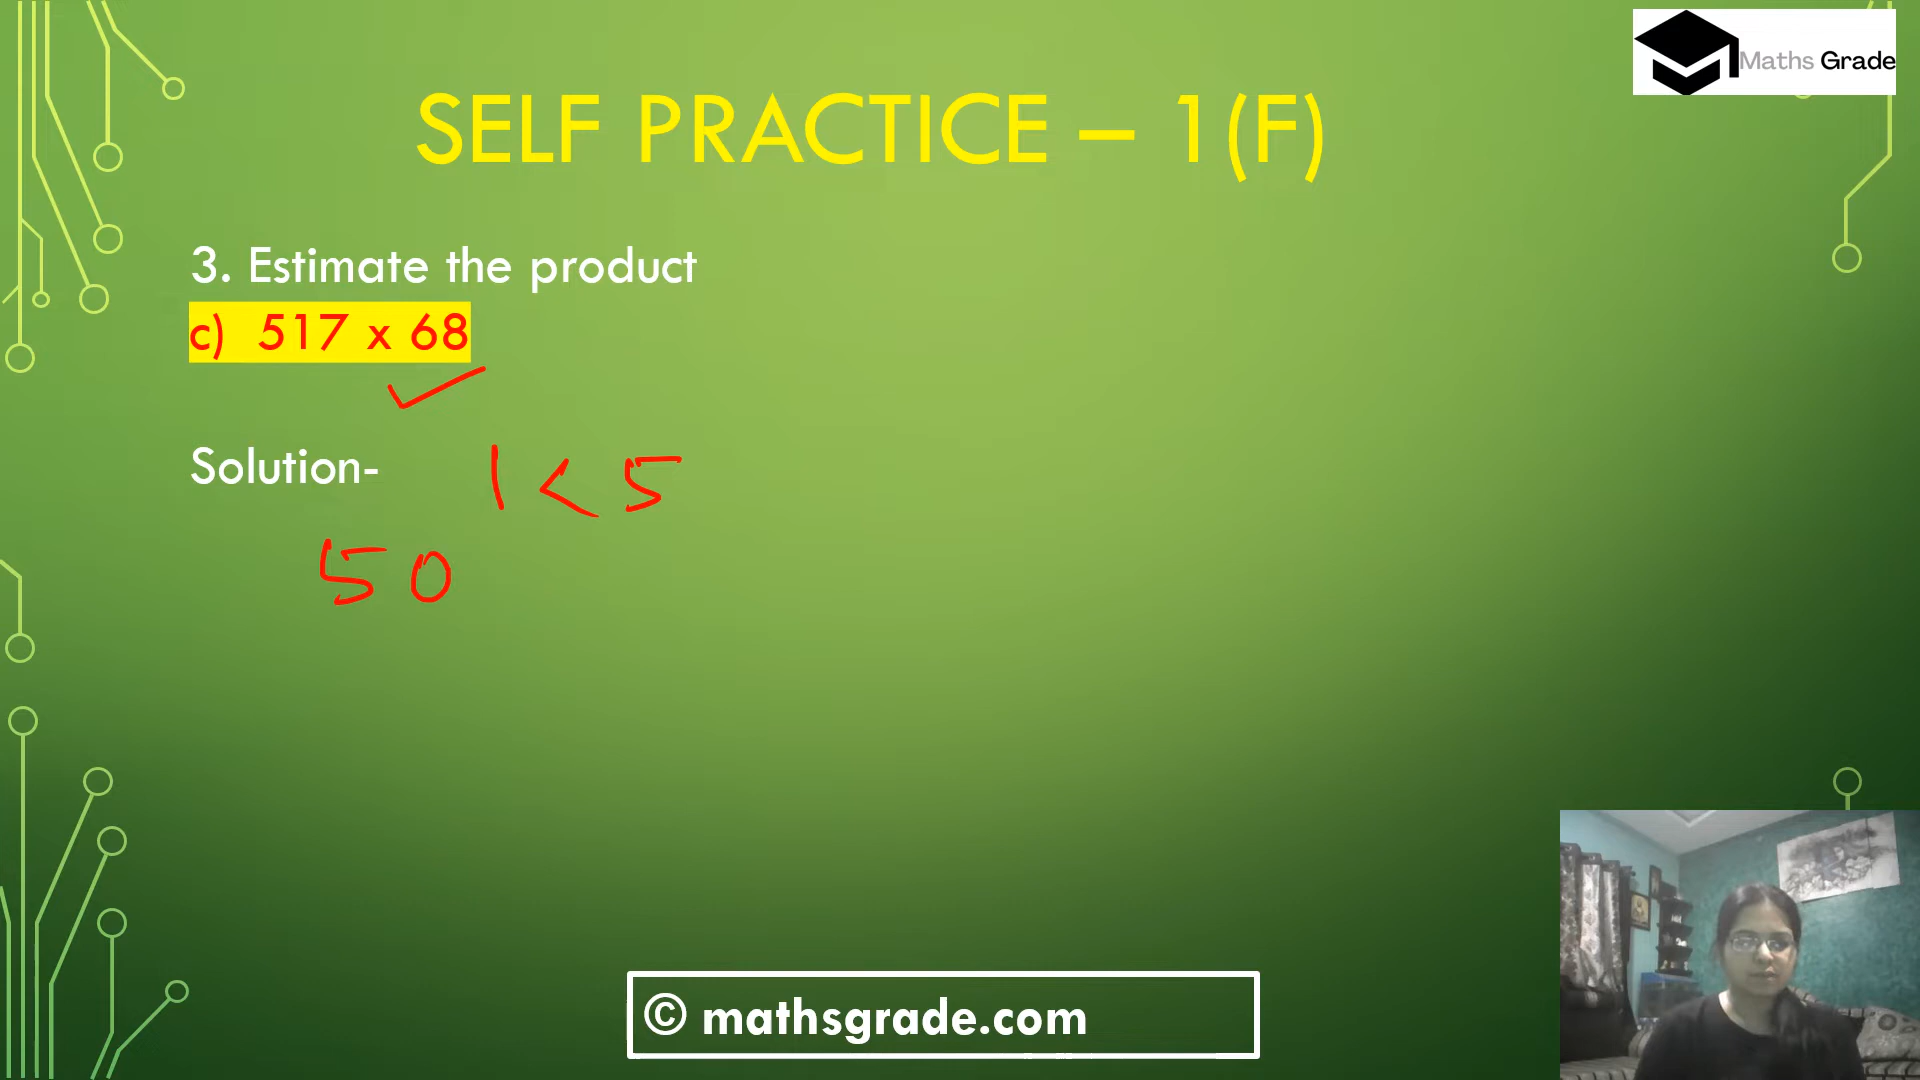 Maths Grade
SELF PRACTICE – 1(F)
3. Estimate the product
c) 517 x 68
Solution-
1 < 5
50
© mathsgrade.com